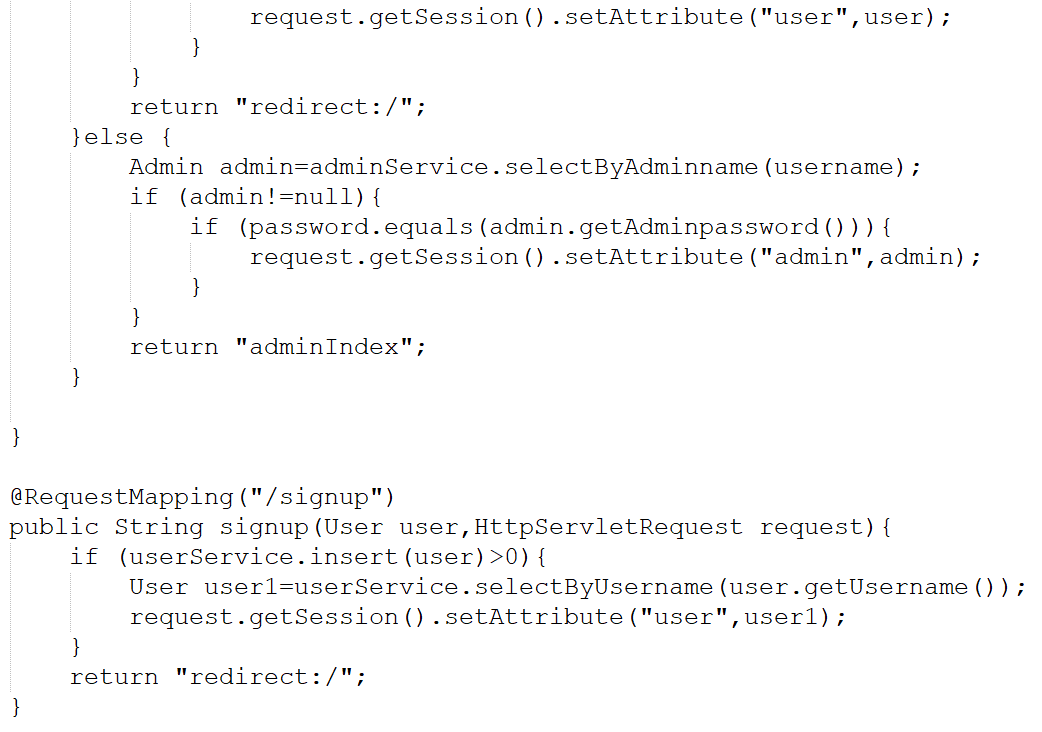 request.getSession().setAttribute("user",user);
}
}
return "redirect:/";
}else {
Admin admin=adminService.selectByAdminname(username);
if (admin!=null){
if (password.equals(admin.getAdminpassword())){
request.getSession().setAttribute("admin",admin);
}
}
return "adminIndex";
}
}
@RequestMapping("/signup")
public String signup(User user,HttpServletRequest request){
if (userService.insert(user)>0){
User user1=userService.selectByUsername(user.getUsername());
request.getSession().setAttribute("user",user1);
}
return "redirect:/";
}